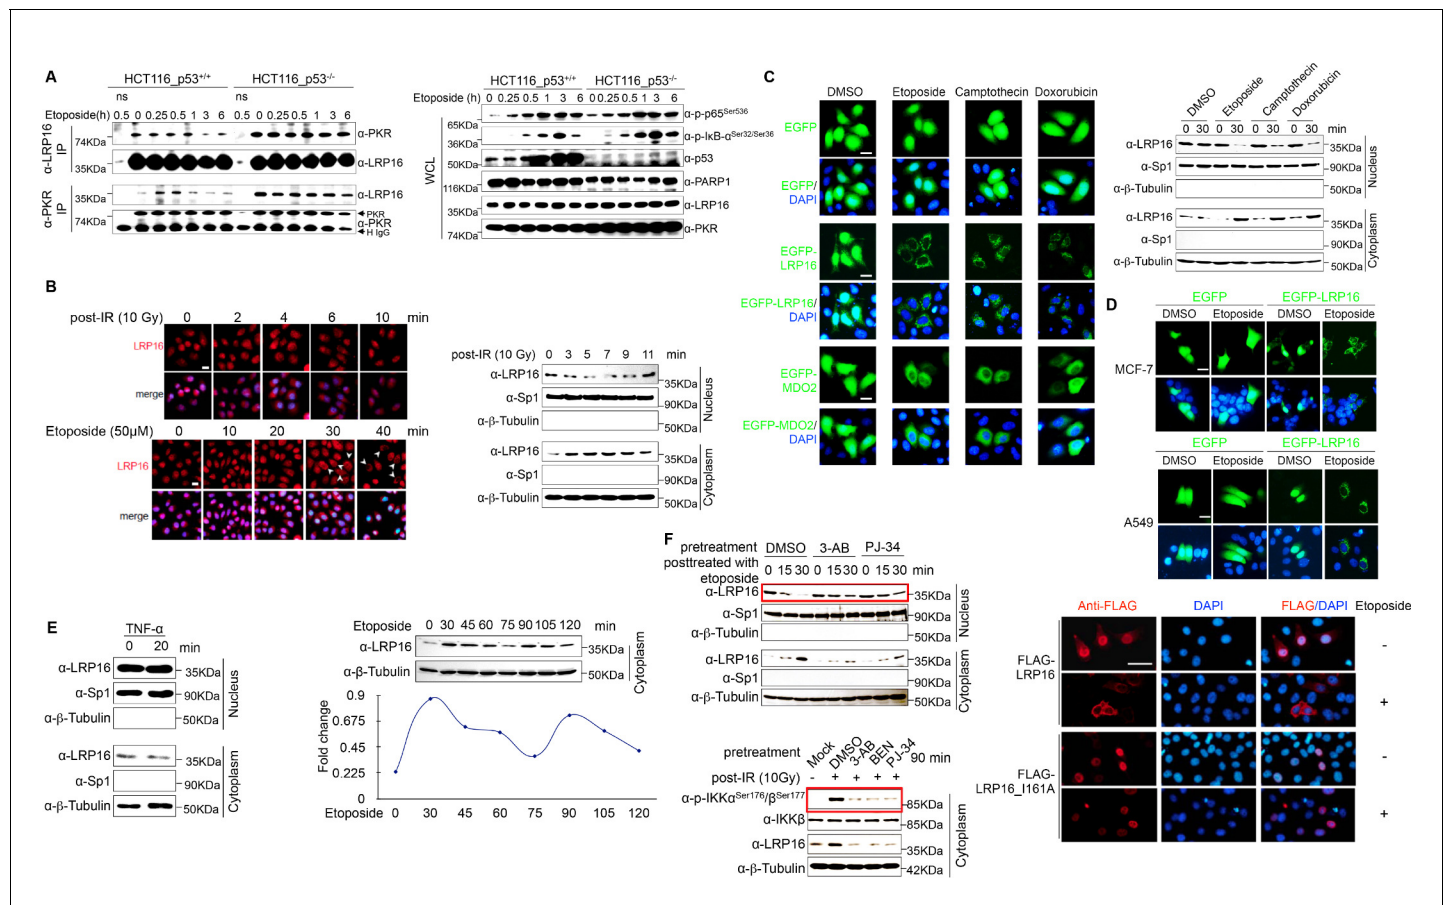 A
HCT116_p53+/+ HCT116_p53-/-
ns ns
Etoposide(h) 0.5 0 0.25 0.5 1 3 6 0.5 0 0.25 0.5 1 3 6
α-LRP16 IP
74KDa α-PKR
35KDa α-LRP16
α-PKR IP
35KDa α-LRP16
74KDa PKR
α-PKR
H IgG
HCT116_p53+/+ HCT116_p53-/-
Etoposide (h) 0 0.25 0.5 1 3 6 0 0.25 0.5 1 3 6
WCL
65KDa α-p-p65Ser536
36KDa α-p-IκB-αSer32/Ser36
50KDa α-p53
116KDa α-PARP1
35KDa α-LRP16
74KDa α-PKR
B
post-IR (10 Gy) 0 2 4 6 10 min
LRP16
merge
Etoposide (50μM) 0 10 20 30 40 min
LRP16
merge
post-IR (10 Gy) 0 3 5 7 9 11 min
α-LRP16 35KDa
α-Sp1 90KDa
α-β-Tubulin 50KDa
Nucleus
α-LRP16 35KDa
α-Sp1 90KDa
α-β-Tubulin 50KDa
Cytoplasm
C
DMSO Etoposide Camptothecin Doxorubicin
EGFP
EGFP/
DAPI
EGFP-
LRP16
EGFP-LRP16/
DAPI
EGFP-
MDO2
EGFP-MDO2/
DAPI
DMSO Etoposide Camptothecin Doxorubicin
0 30 0 30 0 30 0 30 min
α-LRP16 35KDa
α-Sp1 90KDa
α-β-Tubulin 50KDa
Nucleus
α-LRP16 35KDa
α-Sp1 90KDa
α-β-Tubulin 50KDa
Cytoplasm
D
EGFP EGFP-LRP16
DMSO Etoposide DMSO Etoposide
MCF-7
EGFP EGFP-LRP16
DMSO Etoposide DMSO Etoposide
A549
Anti-FLAG DAPI FLAG/DAPI Etoposide
FLAG-
LRP16
-
+
FLAG-
LRP16_I161A
-
+
E
TNF-α
0 20 min
α-LRP16 35KDa
α-Sp1 90KDa
α-β-Tubulin 50KDa
Nucleus
α-LRP16 35KDa
α-Sp1 90KDa
α-β-Tubulin 50KDa
Cytoplasm
Etoposide 0 30 45 60 75 90 105 120 min
α-LRP16 35KDa
α-β-Tubulin 50KDa
Cytoplasm
Fold change
0.9
0.675
0.45
0.225
0
Etoposide 0 30 45 60 75 90 105 120
F
pretreatment DMSO 3-AB PJ-34
posttreated with
etoposide 0 15 30 0 15 30 0 15 30 min
α-LRP16 35KDa
α-Sp1 90KDa
α-β-Tubulin 50KDa
Nucleus
α-LRP16 35KDa
α-Sp1 90KDa
α-β-Tubulin 50KDa
Cytoplasm
pretreatment Mock DMSO 3-AB BEN PJ-34 90 min
post-IR (10Gy) - + + + +
α-p-IKKαSer176/βSer177 85KDa
α-IKKβ 85KDa
α-LRP16 35KDa
α-β-Tubulin 42KDa
Cytoplasm